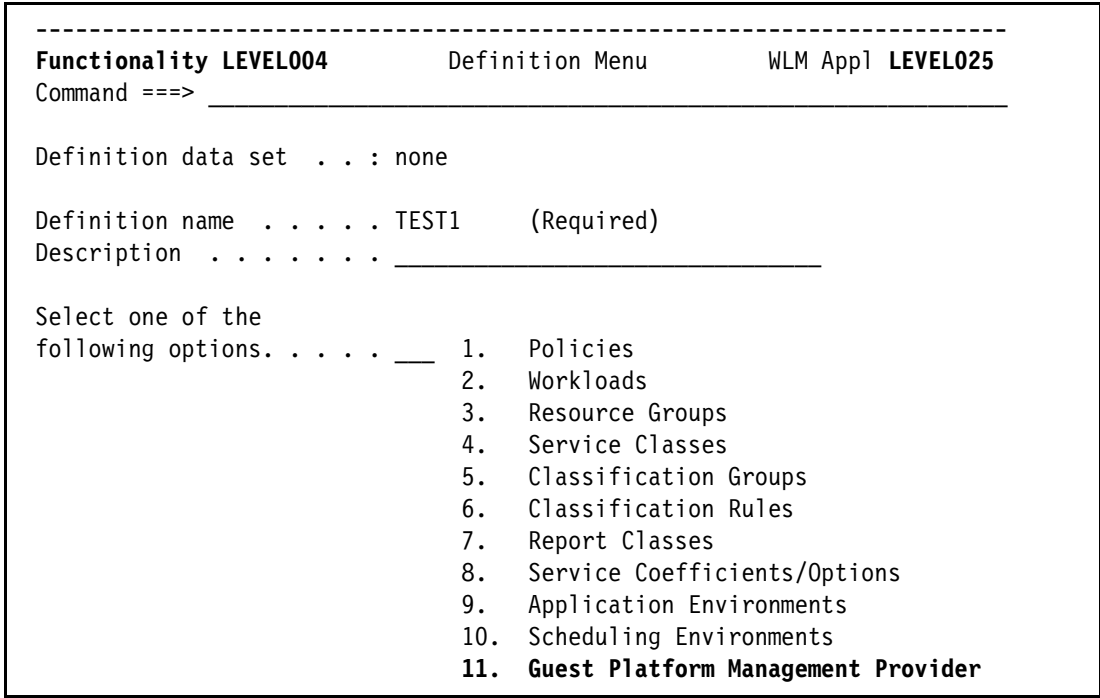 -------------------------------------------------------------------------
Functionality LEVEL004 Definition Menu WLM Appl LEVEL025
Command ===> ____________________________________________________________
Definition data set . . : none
Definition name . . . . . TEST1 (Required)
Description . . . . . . . ________________________________
Select one of the
following options. . . . . ___ 1. Policies
2. Workloads
3. Resource Groups
4. Service Classes
5. Classification Groups
6. Classification Rules
7. Report Classes
8. Service Coefficients/Options
9. Application Environments
10. Scheduling Environments
11. Guest Platform Management Provider